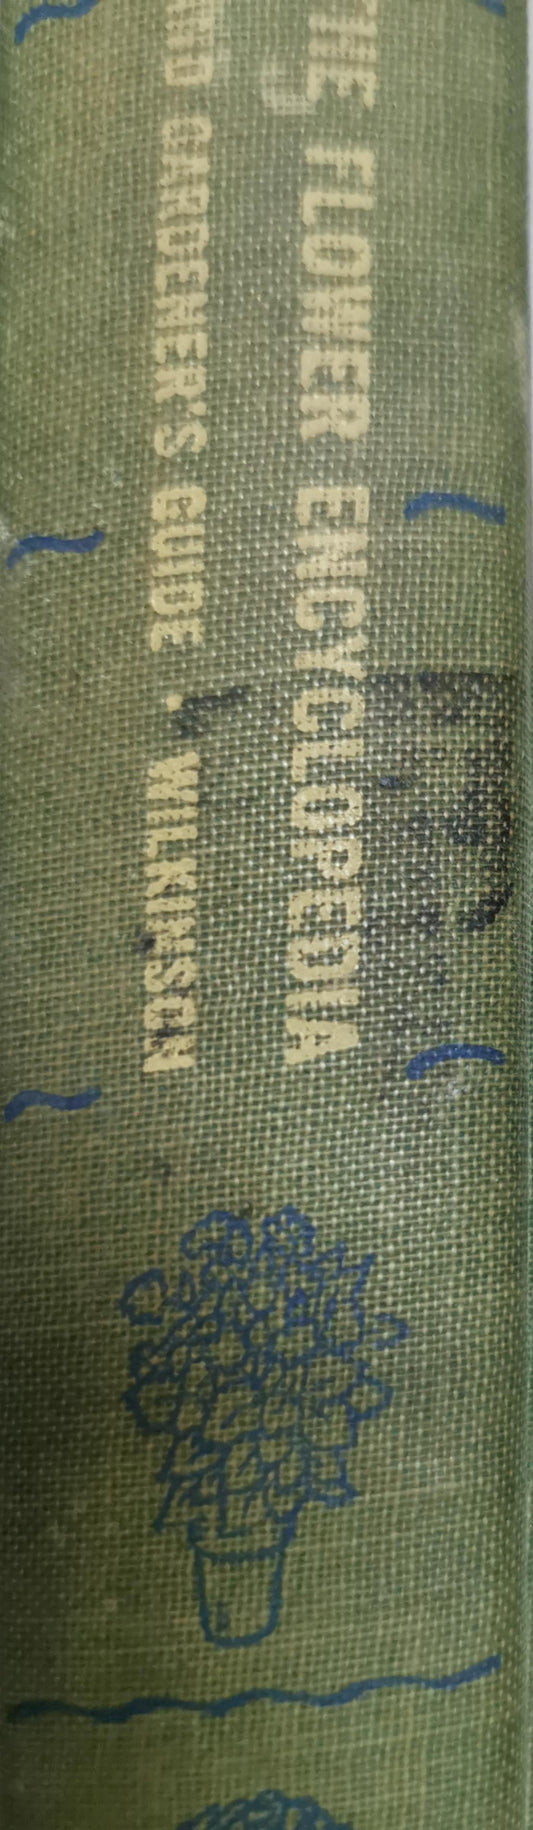 THE FLOWER ENCYCLOPEDIA
AND GARDENER'S GUIDE . WILKINSON